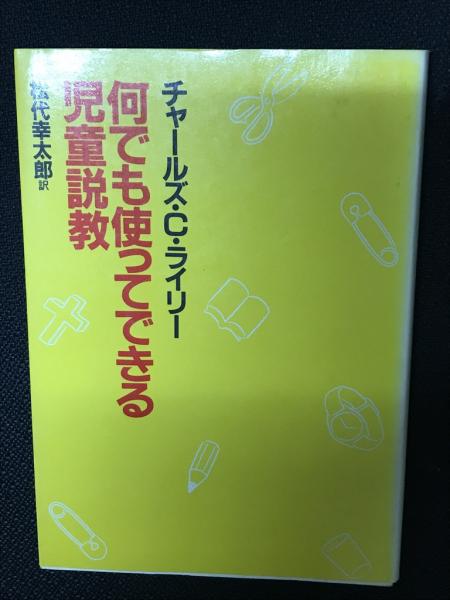 チャールズ・C・ライリー
何でも使ってできる
児童説教
松代幸太郎訳